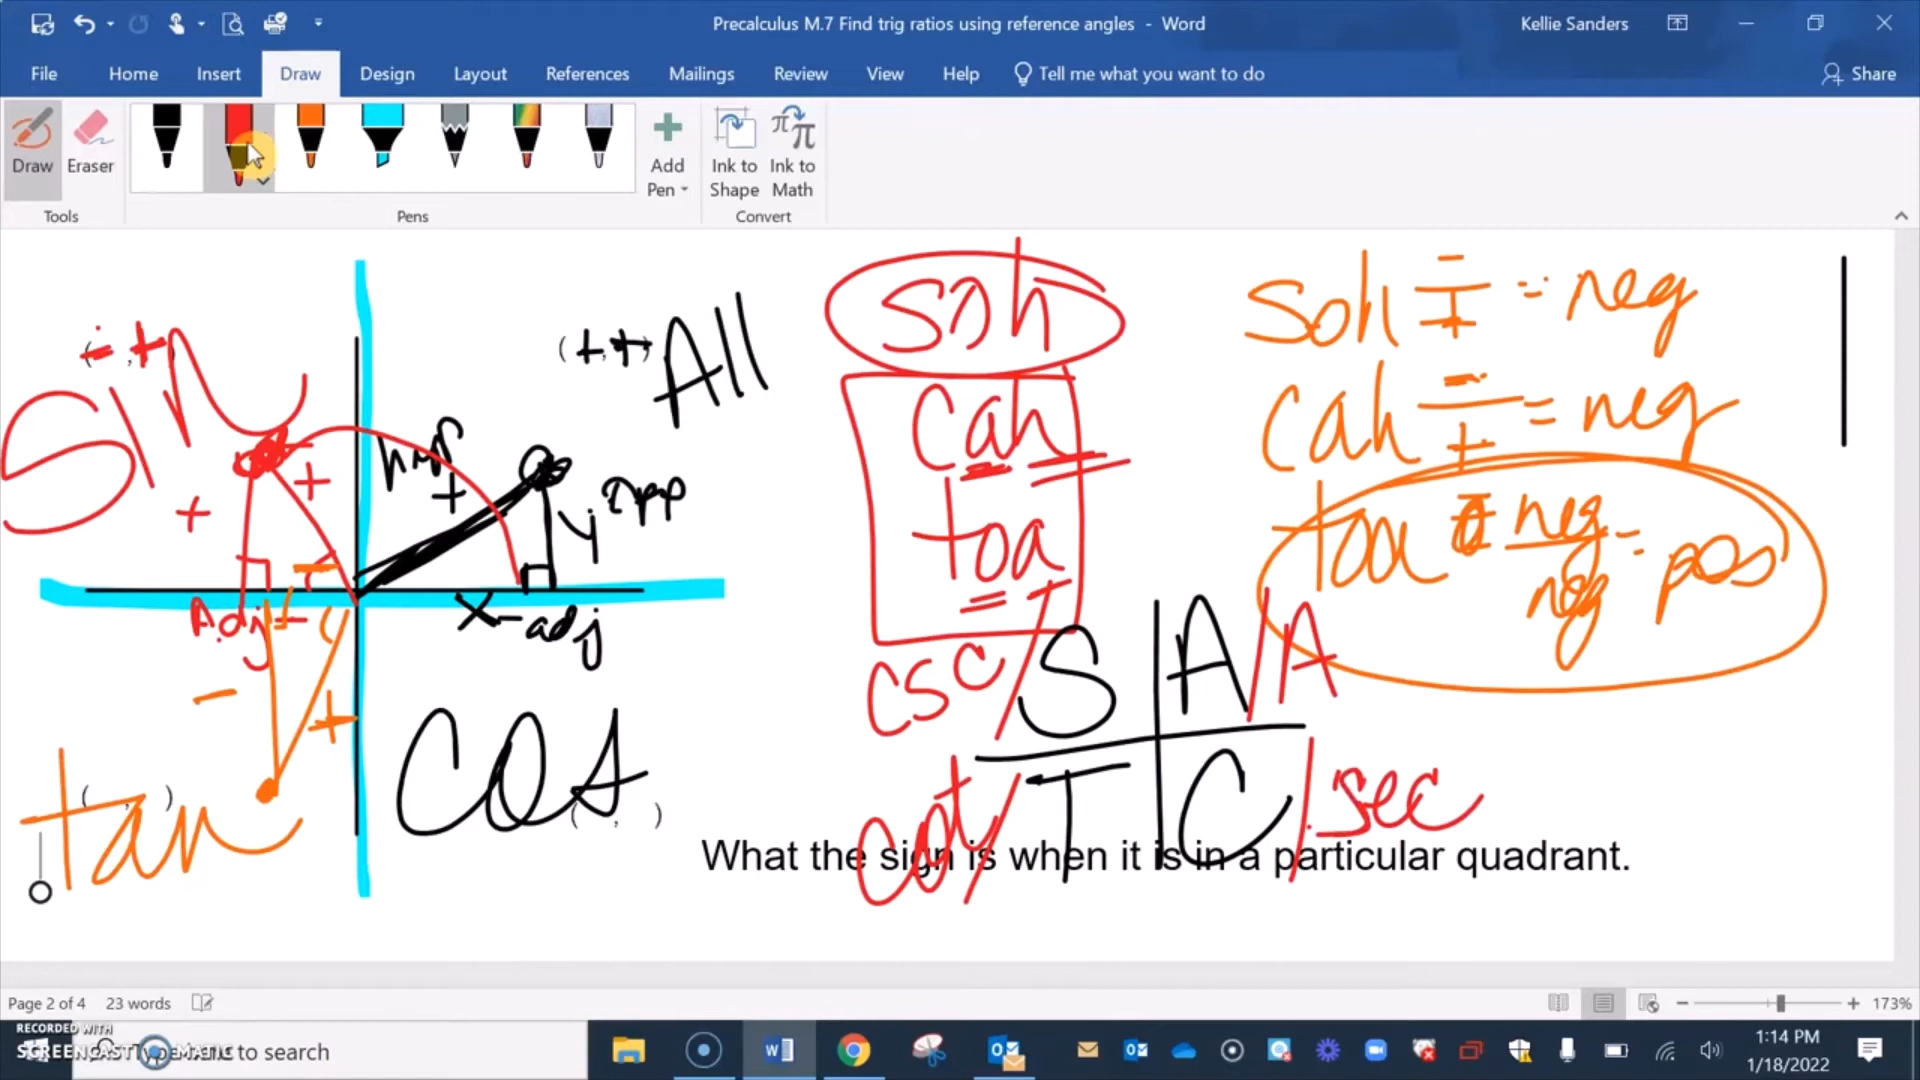 Precalculus M.7 Find trig ratios using reference angles - Word
Kellie Sanders
File Home Insert Draw Design Layout References Mailings Review View Help Tell me what you want to do Share
Draw Eraser
Add Pen
Ink to Shape
Ink to Math
Tools
Pens
Convert
sin
(-,+)
(+,+) All
hyp
+
+
+
y opp
x-adj
Adj -
-
+
tan
( , )
cos
( , )
soh
cah
toa
csc/ S A/A
cot/ T C/sec
soh -/+ = neg
cah -/+ = neg
toa neg/neg = pos
What the sign is when it is in a particular quadrant.
Page 2 of 4 23 words
173%
RECORDED WITH
SCREENCAST MATIC
Type here to search
1:14 PM
1/18/2022